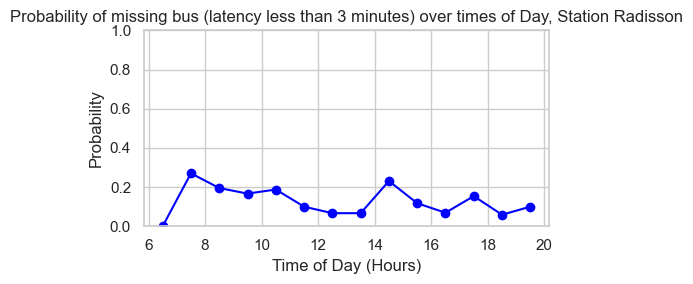 Probability of missing bus (latency less than 3 minutes) over times of Day, Station Radisson
1.0
0.8
0.6
0.4
0.2
0.0
Probability
6 8 10 12 14 16 18 20
Time of Day (Hours)